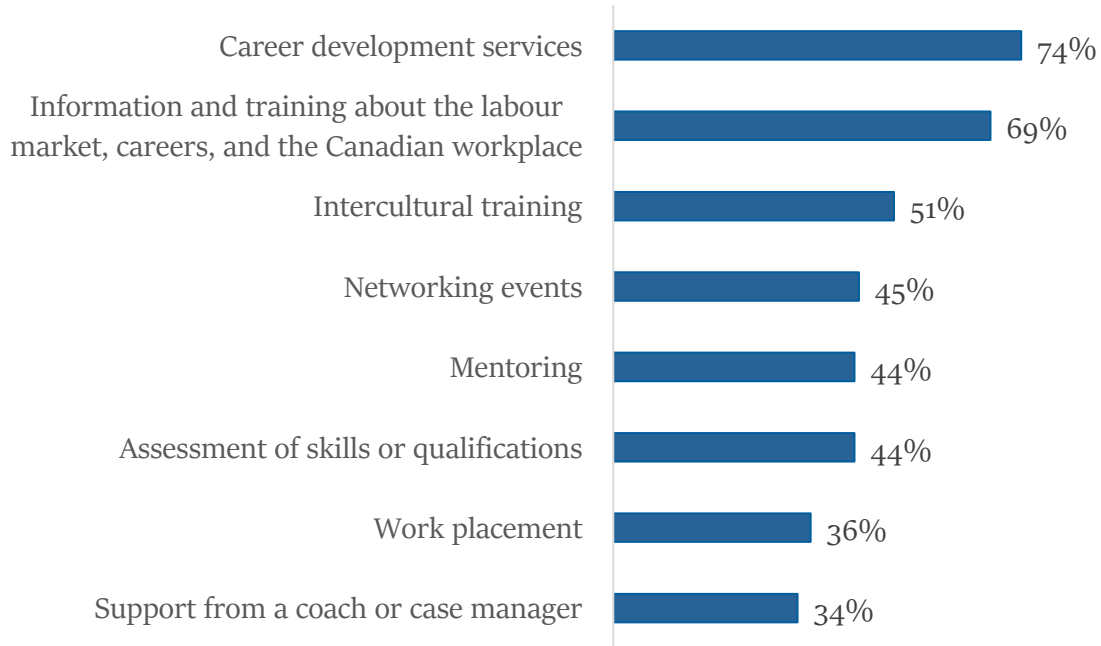 Career development services 74%
Information and training about the labour
market, careers, and the Canadian workplace 69%
Intercultural training 51%
Networking events 45%
Mentoring 44%
Assessment of skills or qualifications 44%
Work placement 36%
Support from a coach or case manager 34%